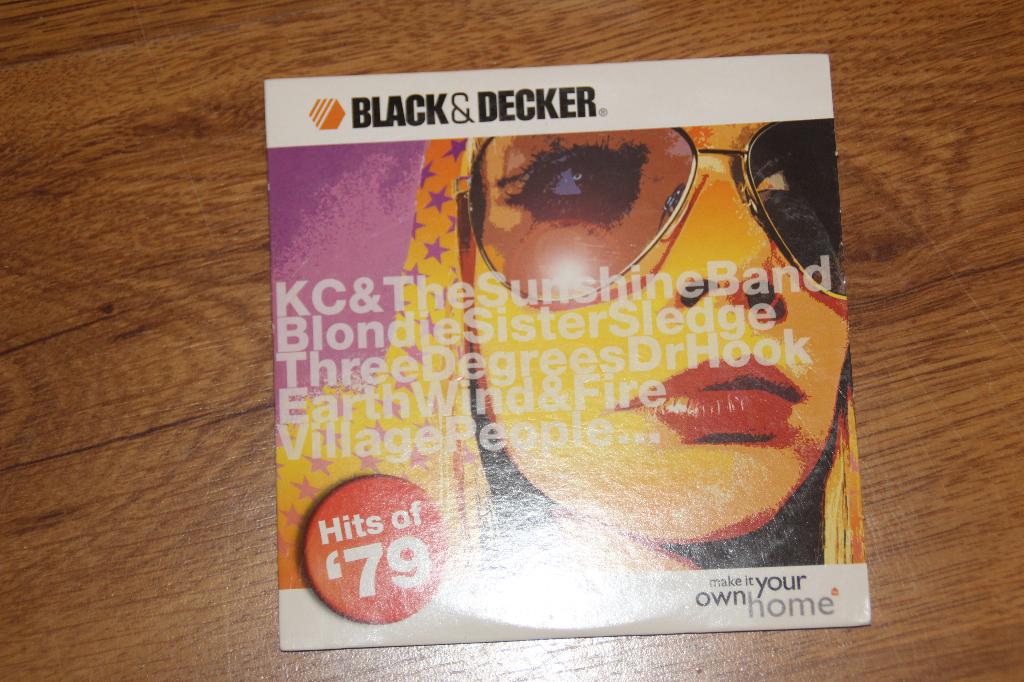 BLACK&DECKER®
KC&TheSunshineBand
BlondieSisterSledge
ThreeDegreesDrHook
EarthWind&Fire
VillagePeople...
Hits of
‘79
make it your
own home